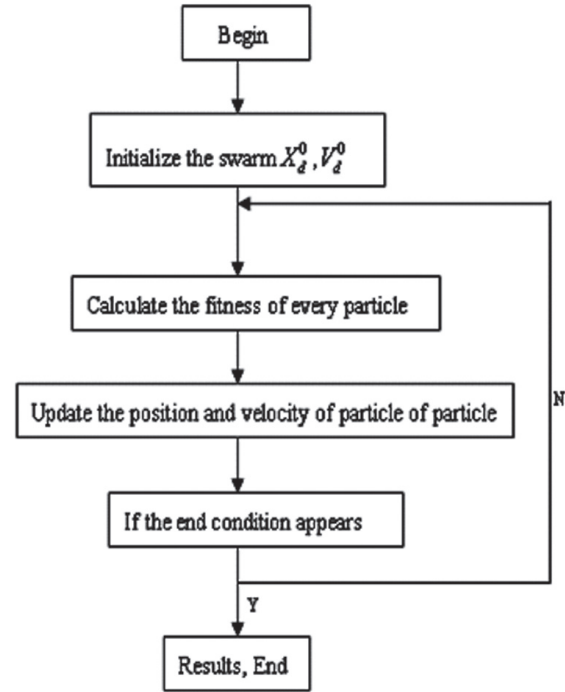 Begin
Initialize the swarm $X_d^0, V_d^0$
Calculate the fitness of every particle
Update the position and velocity of particle of particle
N
If the end condition appears
Y
Results, End